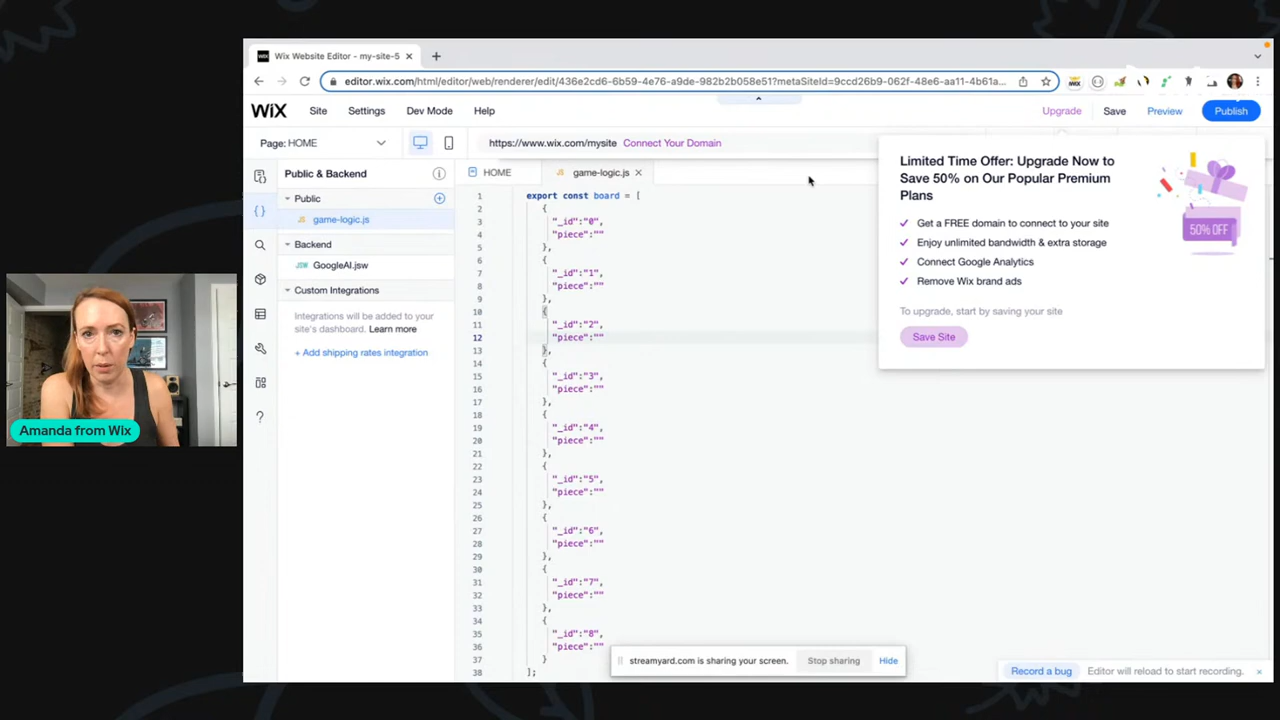 Wix Website Editor - my-site-5
editor.wix.com/html/editor/web/renderer/edit/436e2cd6-6b59-4e76-a9de-982b2b058e51?metaSiteId=9ccd26b9-062f-48e6-aa11-4b61a...
WiX Site Settings Dev Mode Help Upgrade Save Preview Publish
Page: HOME https://www.wix.com/mysite Connect Your Domain
Public & Backend
Public
game-logic.js
Backend
GoogleAI.jsw
Custom Integrations
Integrations will be added to your
site's dashboard. Learn more
+ Add shipping rates integration
HOME game-logic.js
1 export const board = [
2 {
3 "_id":"0",
4 "piece":""
5 },
6 {
7 "_id":"1",
8 "piece":""
9 },
10 {
11 "_id":"2",
12 "piece":""
13 },
14 {
15 "_id":"3",
16 "piece":""
17 },
18 {
19 "_id":"4",
20 "piece":""
21 },
22 {
23 "_id":"5",
24 "piece":""
25 },
26 {
27 "_id":"6",
28 "piece":""
29 },
30 {
31 "_id":"7",
32 "piece":""
33 },
34 {
35 "_id":"8",
36 "piece":""
37 }
38 ];
Limited Time Offer: Upgrade Now to
Save 50% on Our Popular Premium
Plans
Get a FREE domain to connect to your site
Enjoy unlimited bandwidth & extra storage
Connect Google Analytics
Remove Wix brand ads
To upgrade, start by saving your site
Save Site
50% OFF
Amanda from Wix
streamyard.com is sharing your screen. Stop sharing Hide
Record a bug Editor will reload to start recording.